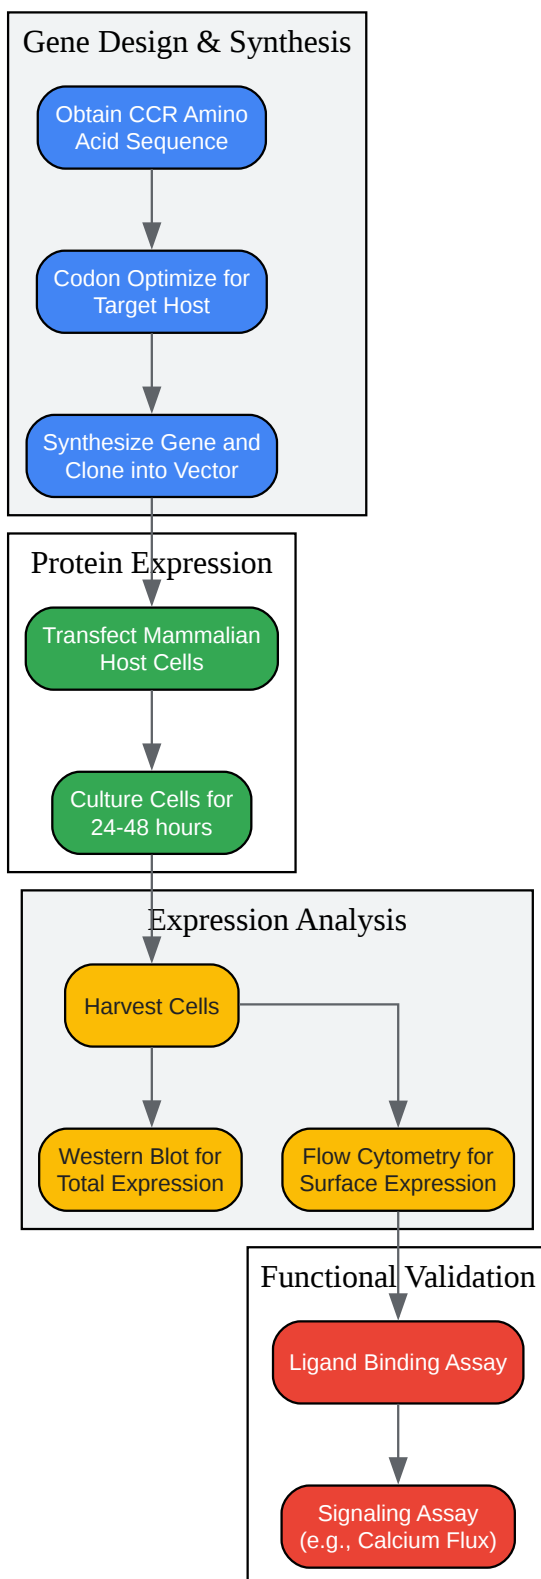 Gene Design & Synthesis
Obtain CCR Amino
Acid Sequence
Codon Optimize for
Target Host
Synthesize Gene and
Clone into Vector
Protein Expression
Transfect Mammalian
Host Cells
Culture Cells for
24-48 hours
Expression Analysis
Harvest Cells
Western Blot for
Total Expression
Flow Cytometry for
Surface Expression
Functional Validation
Ligand Binding Assay
Signaling Assay
(e.g., Calcium Flux)